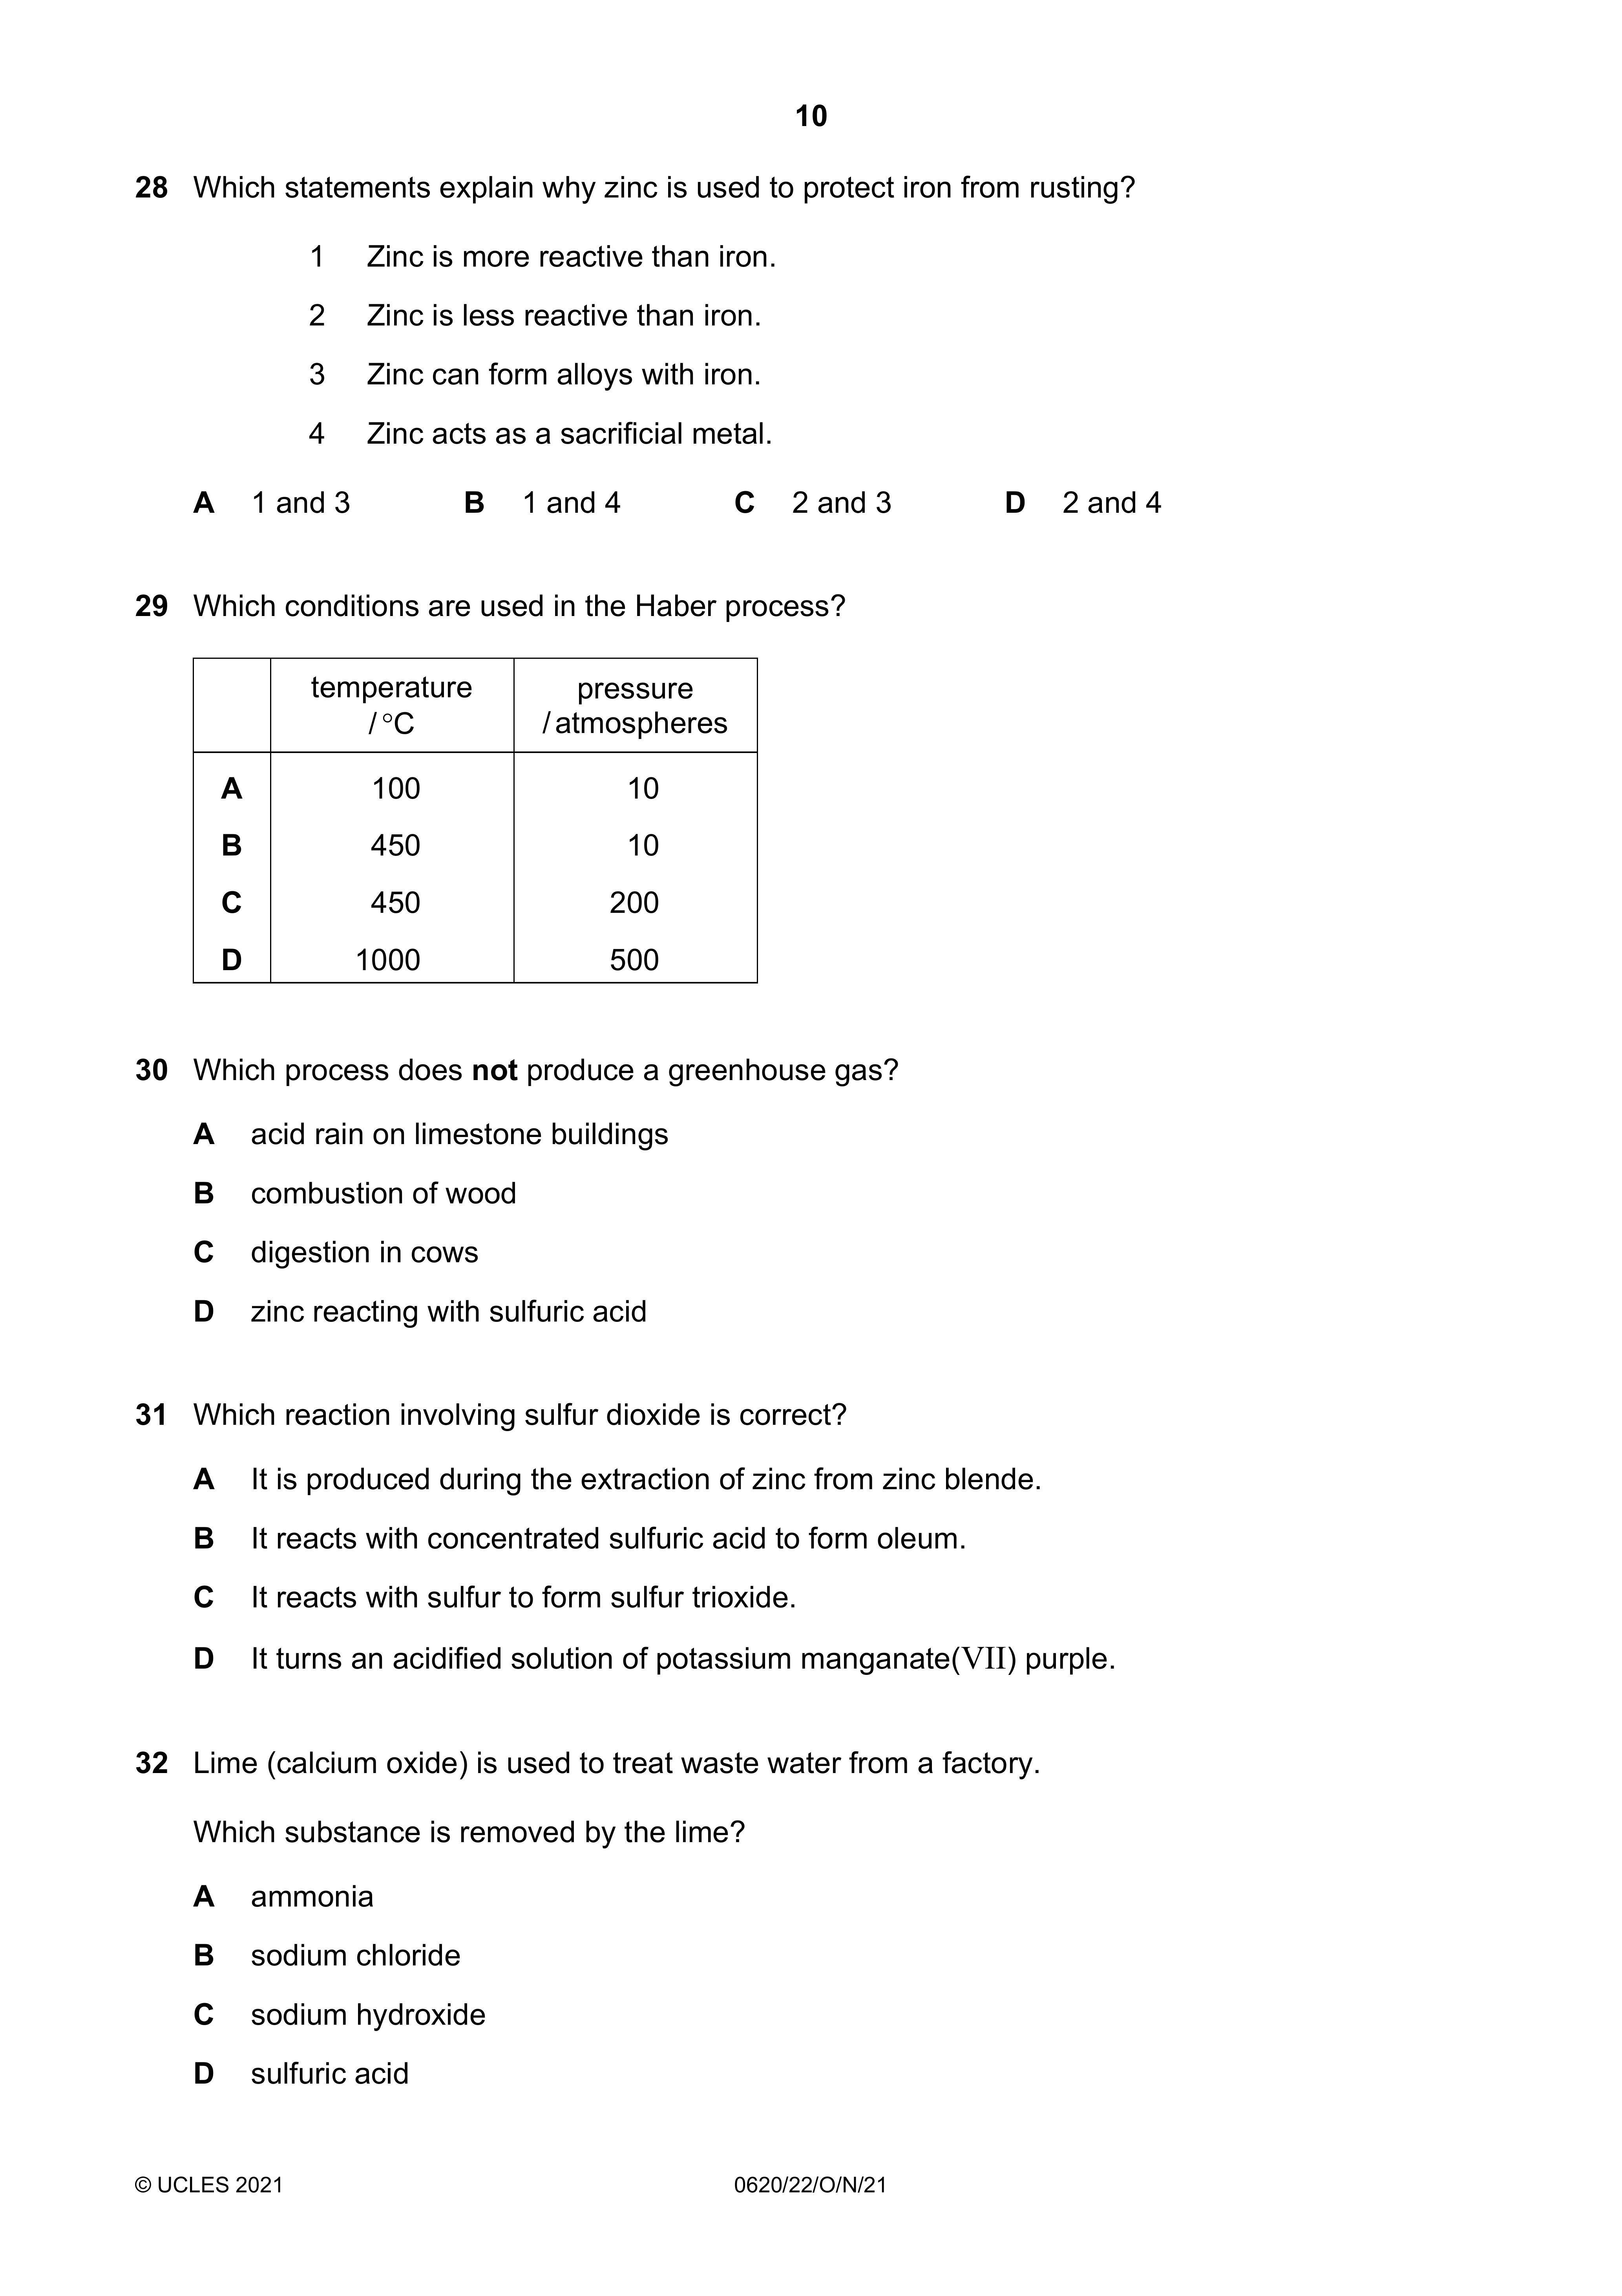 10
28 Which statements explain why zinc is used to protect iron from rusting?
1 Zinc is more reactive than iron.
2 Zinc is less reactive than iron.
3 Zinc can form alloys with iron.
4 Zinc acts as a sacrificial metal.
A 1 and 3 B 1 and 4 C 2 and 3 D 2 and 4
29 Which conditions are used in the Haber process?
temperature pressure
/ °C / atmospheres
A 100 10
B 450 10
C 450 200
D 1000 500
30 Which process does not produce a greenhouse gas?
A acid rain on limestone buildings
B combustion of wood
C digestion in cows
D zinc reacting with sulfuric acid
31 Which reaction involving sulfur dioxide is correct?
A It is produced during the extraction of zinc from zinc blende.
B It reacts with concentrated sulfuric acid to form oleum.
C It reacts with sulfur to form sulfur trioxide.
D It turns an acidified solution of potassium manganate(VII) purple.
32 Lime (calcium oxide) is used to treat waste water from a factory.
Which substance is removed by the lime?
A ammonia
B sodium chloride
C sodium hydroxide
D sulfuric acid
© UCLES 2021 0620/22/O/N/21